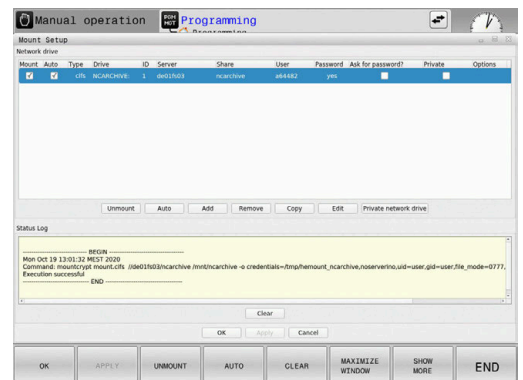 Manual operation
PGM MGT Programming
Programming
Mount Setup
Network drive
Mount Auto Type Drive ID Server Share User Password Ask for password? Private Options
cifs NCARCHIVE: 1 de01fs03 ncarchive a64482 yes
Unmount Auto Add Remove Copy Edit Private network drive
Status Log
---------- BEGIN ----------
Mon Oct 19 13:01:32 MEST 2020
Command: mountcrypt mount.cifs //de01fs03/ncarchive /mnt/ncarchive -o credentials=/tmp/hemount_ncarchive,noserverino,uid=user,gid=user,file_mode=0777,
Execution successful
---------- END ----------
Clear
OK Apply Cancel
OK APPLY UNMOUNT AUTO CLEAR MAXIMIZE WINDOW SHOW MORE END